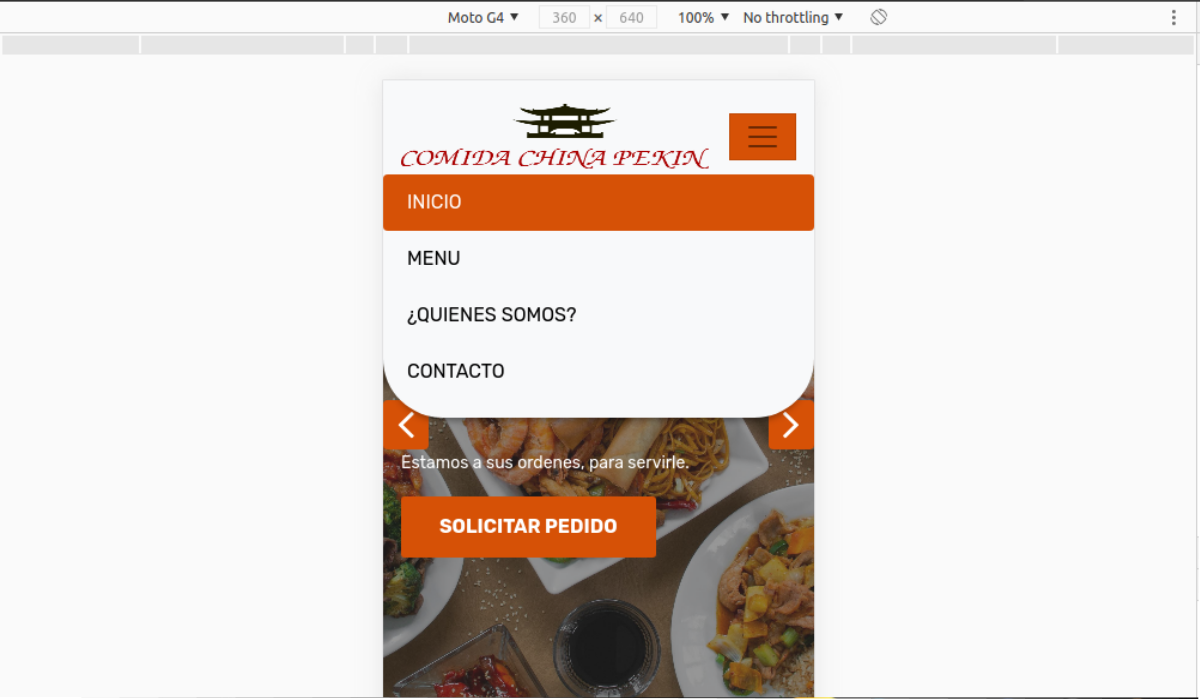 Moto G4 ▼ 360 × 640 100% ▼ No throttling ▼
COMIDA CHINA PEKIN
INICIO
MENU
¿QUIENES SOMOS?
CONTACTO
Estamos a sus ordenes, para servirle.
SOLICITAR PEDIDO